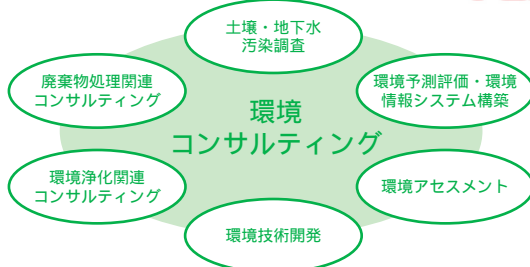 土壌・地下水
汚染調査
廃棄物処理関連
コンサルティング
環境予測評価・環境
情報システム構築
環境
コンサルティング
環境浄化関連
コンサルティング
環境アセスメント
環境技術開発